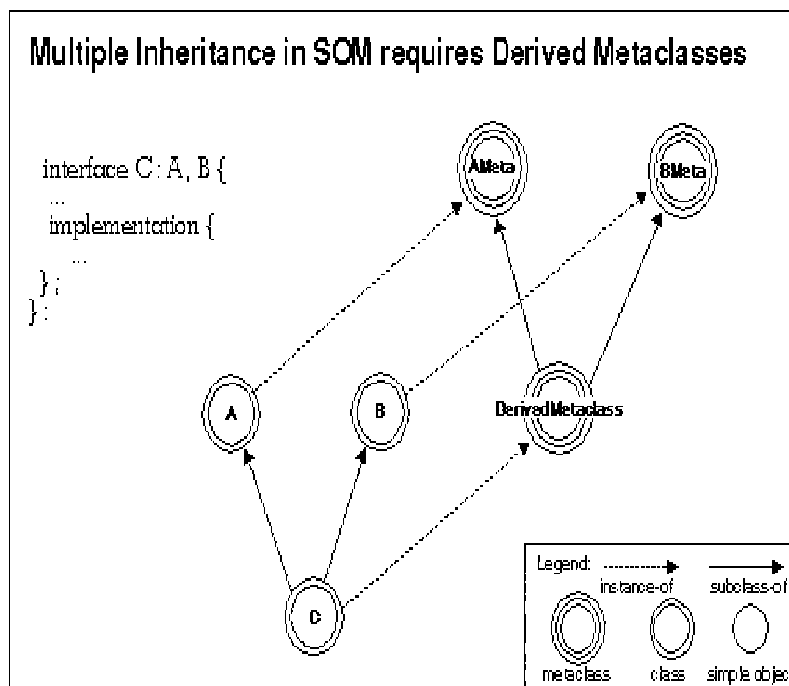 Multiple Inheritance in SOM requires Derived Metaclasses
interface C : A, B {
...
implementation {
...
} ;
} :
AMeta
BMeta
A
B
DerivedMetaclass
C
Legend:
instance-of
subclass-of
metaclass
class
simple objec